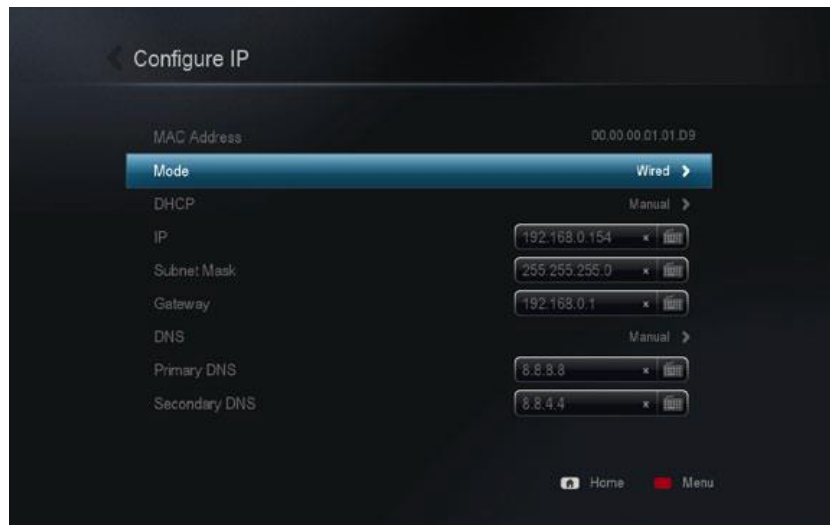 Configure IP
MAC Address 00.00.00.01.01.D9
Mode Wired
DHCP Manual
IP 192.168.0.154
Subnet Mask 255.255.255.0
Gateway 192.168.0.1
DNS Manual
Primary DNS 8.8.8.8
Secondary DNS 8.8.4.4
Home Menu